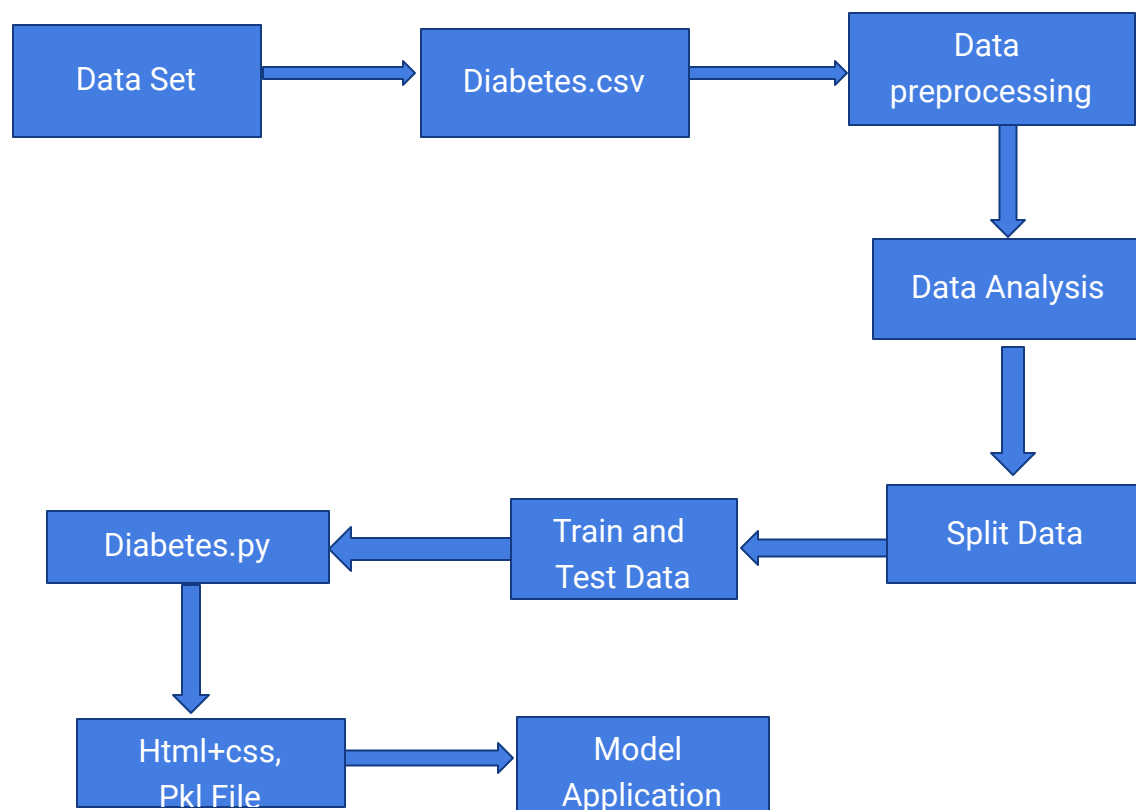 Data Set
Diabetes.csv
Data
preprocessing
Data Analysis
Split Data
Train and
Test Data
Diabetes.py
Html+css,
Pkl File
Model
Application